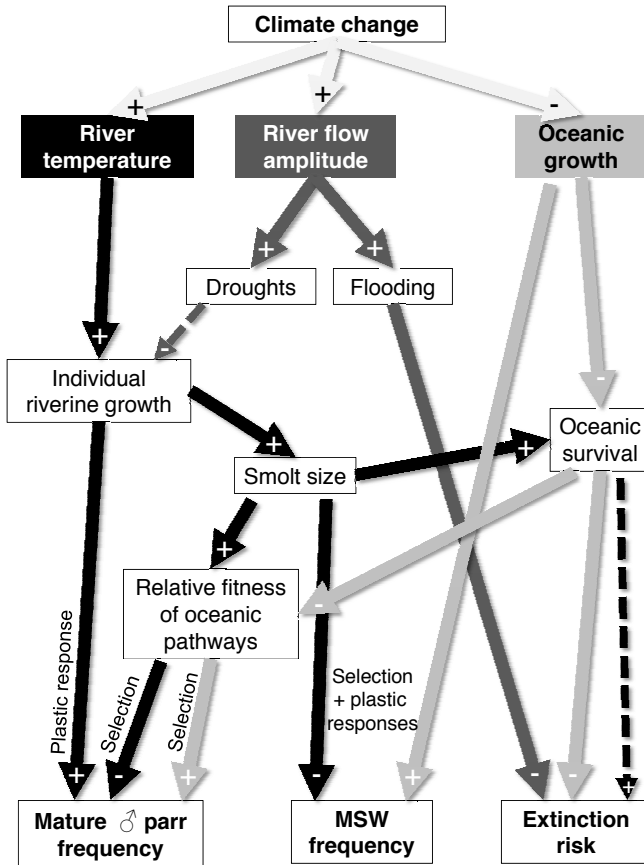 Climate change
+
+
-
River
temperature
River flow
amplitude
Oceanic
growth
+
+
Droughts
Flooding
+
-
-
Individual
riverine growth
Oceanic
survival
+
+
Smolt size
+
Relative fitness
of oceanic
pathways
-
Plastic response
Selection
Selection
Selection
+ plastic
responses
+
-
+
-
+
-
-
+
Mature ♂ parr
frequency
MSW
frequency
Extinction
risk